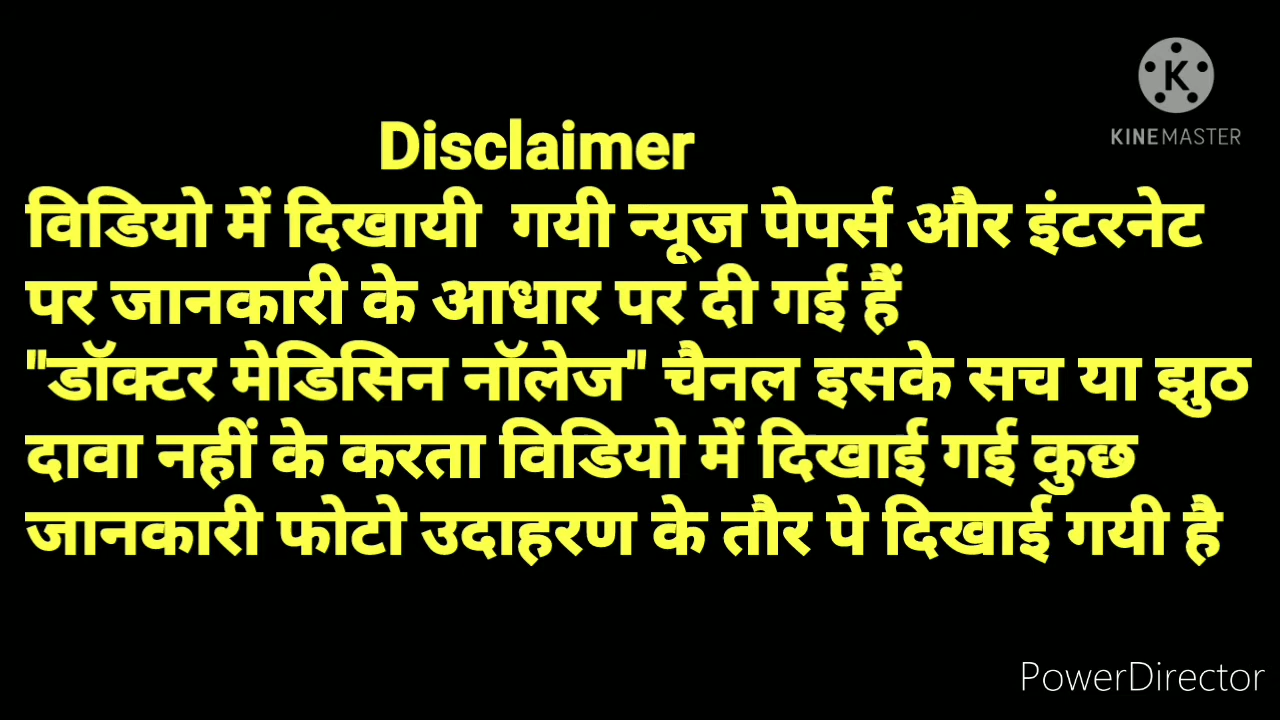 K
KINEMASTER
Disclaimer
विडियो में दिखायी गयी न्यूज पेपर्स और इंटरनेट
पर जानकारी के आधार पर दी गई हैं
"डॉक्टर मेडिसिन नॉलेज" चैनल इसके सच या झुठ
दावा नहीं के करता विडियो में दिखाई गई कुछ
जानकारी फोटो उदाहरण के तौर पे दिखाई गयी है
PowerDirector